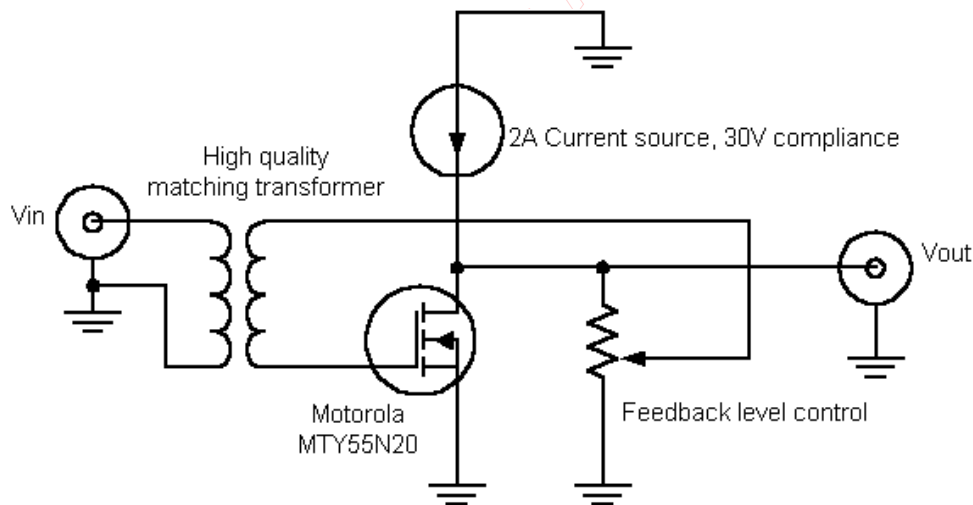 2A Current source, 30V compliance
High quality
matching transformer
Vin
Vout
Motorola
MTY55N20
Feedback level control